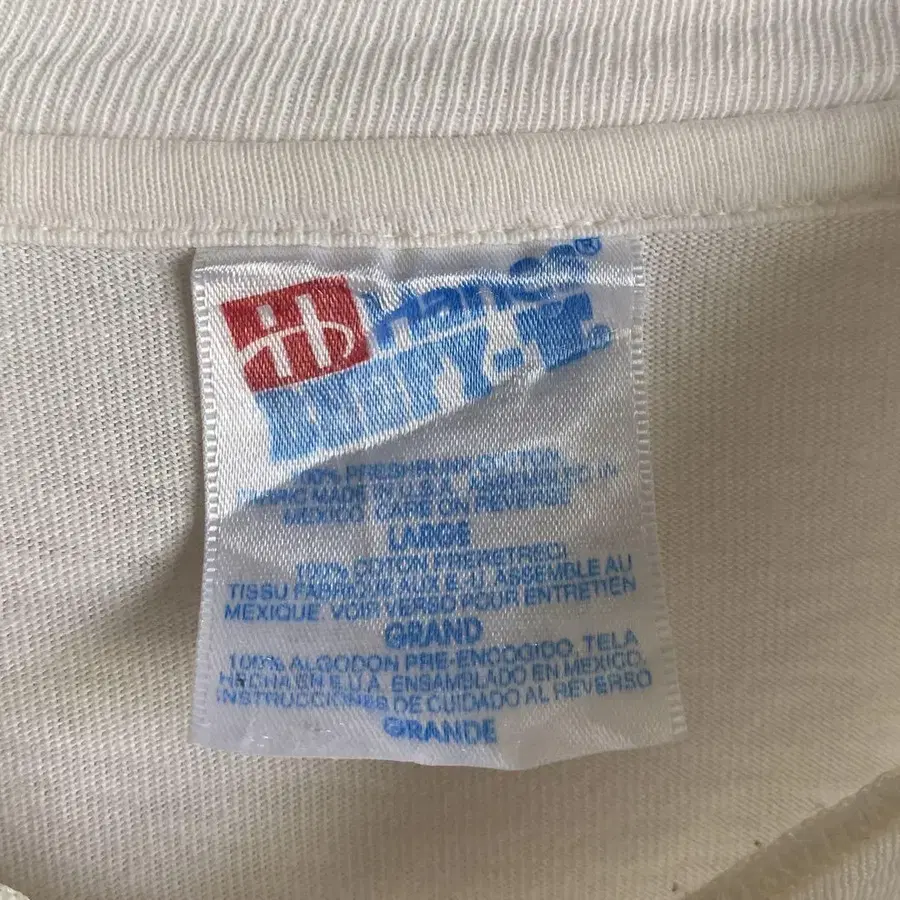 Hanes®
BEEFY-T.
100% PRESHRUNK COTTON
FABRIC MADE IN U.S.A. ASSEMBLED IN
MEXICO CARE ON REVERSE
LARGE
100% COTON PREPETRECI
TISSU FABRIQUE AUX E.-U. ASSEMBLE AU
MEXIQUE. VOIR VERSO POUR ENTRETIEN
GRAND
100% ALGODON PRE-ENCOGIDO, TELA
HECHA EN E.U.A. ENSAMBLADO EN MEXICO.
INSTRUCCIONES DE CUIDADO AL REVERSO
GRANDE